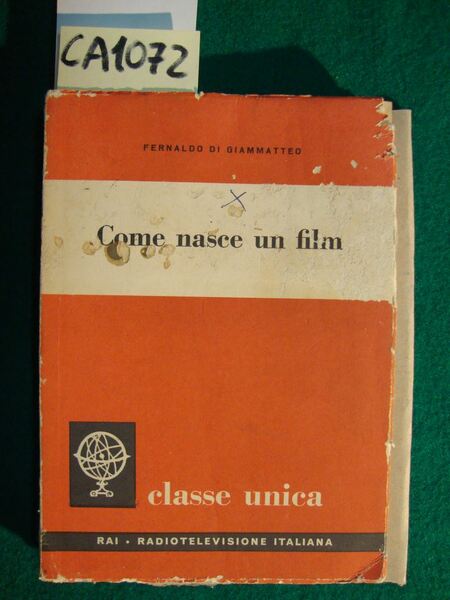 CA1072
FERNALDO DI GIAMMATTEO
Come nasce un film
classe unica
RAI • RADIOTELEVISIONE ITALIANA